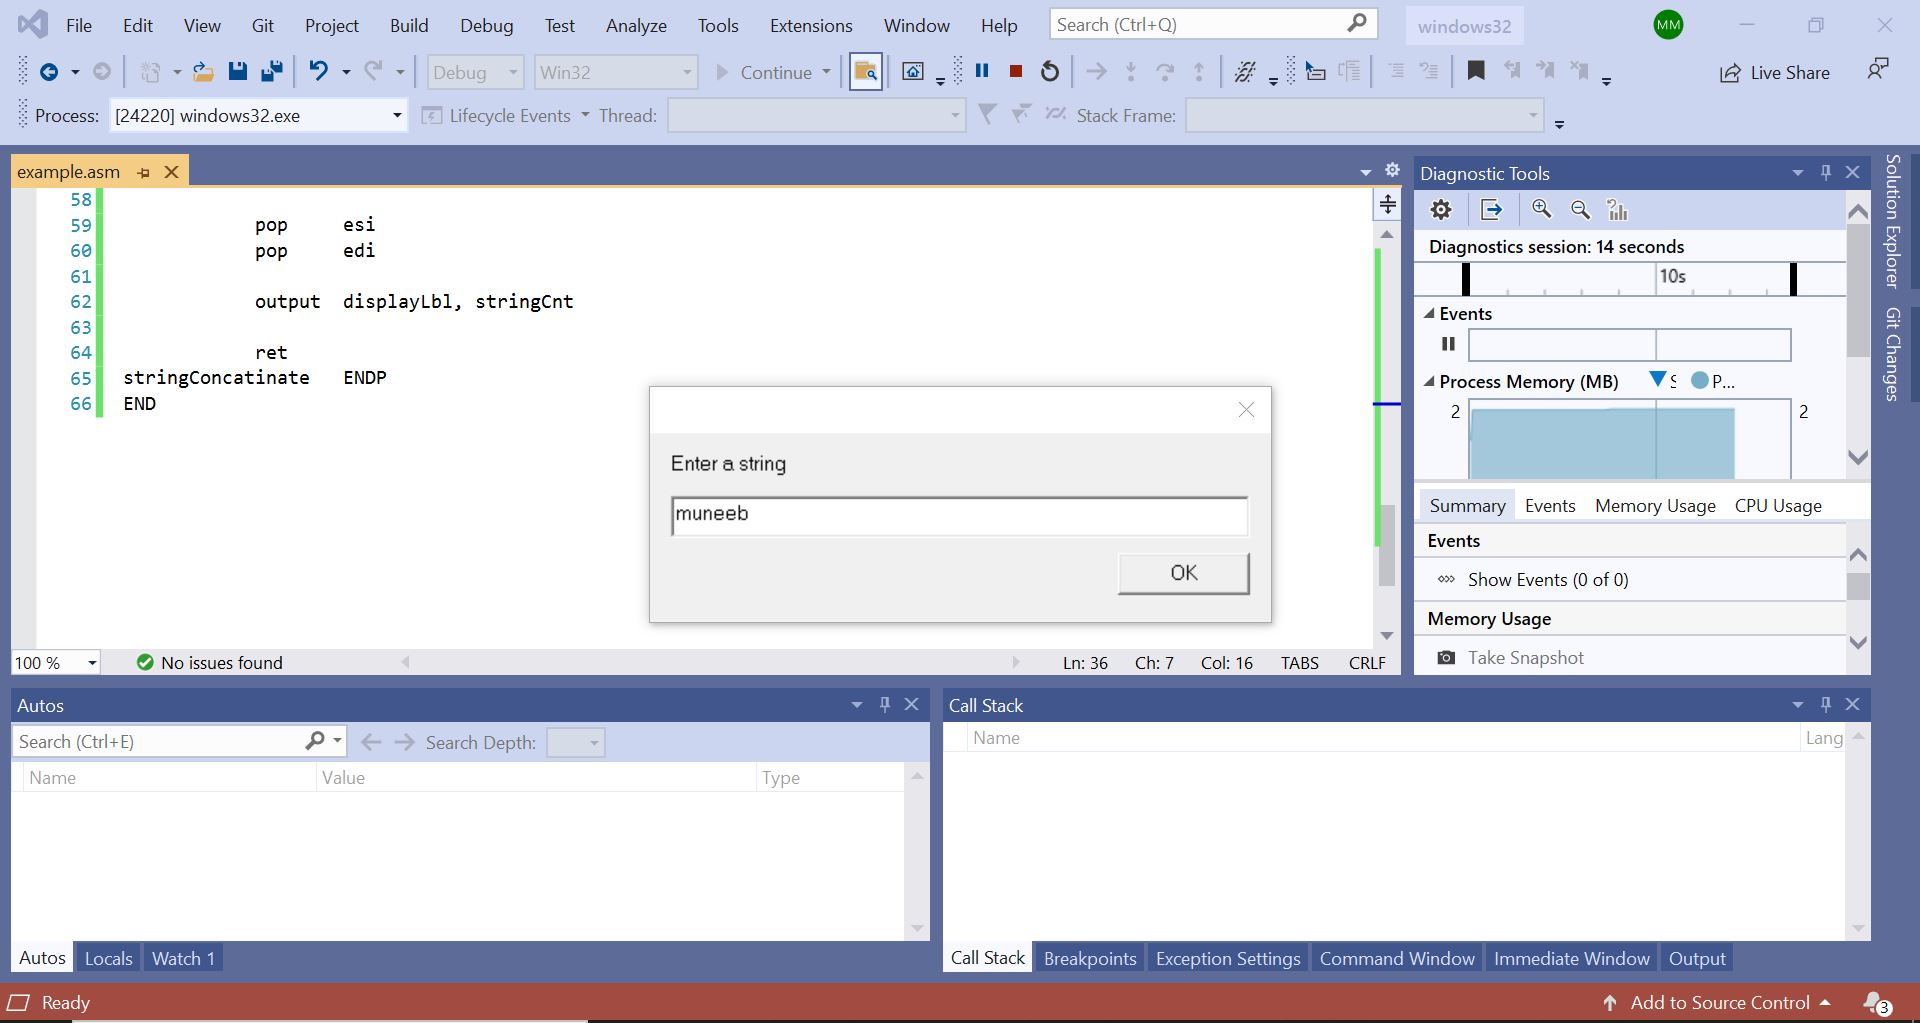 File Edit View Git Project Build Debug Test Analyze Tools Extensions Window Help Search (Ctrl+Q) windows32 MM
Debug Win32 Continue Live Share
Process: [24220] windows32.exe Lifecycle Events Thread: Stack Frame:
example.asm
58
59 pop esi
60 pop edi
61
62 output displayLbl, stringCnt
63
64 ret
65 stringConcatinate ENDP
66 END
Enter a string
muneeb
OK
100 % No issues found Ln: 36 Ch: 7 Col: 16 TABS CRLF
Diagnostic Tools
Diagnostics session: 14 seconds
10s
Events
Process Memory (MB) S P...
2 2
Summary Events Memory Usage CPU Usage
Events
Show Events (0 of 0)
Memory Usage
Take Snapshot
Solution Explorer
Git Changes
Autos
Search (Ctrl+E) Search Depth:
Name Value Type
Autos Locals Watch 1
Call Stack
Name Lang
Call Stack Breakpoints Exception Settings Command Window Immediate Window Output
Ready Add to Source Control 3